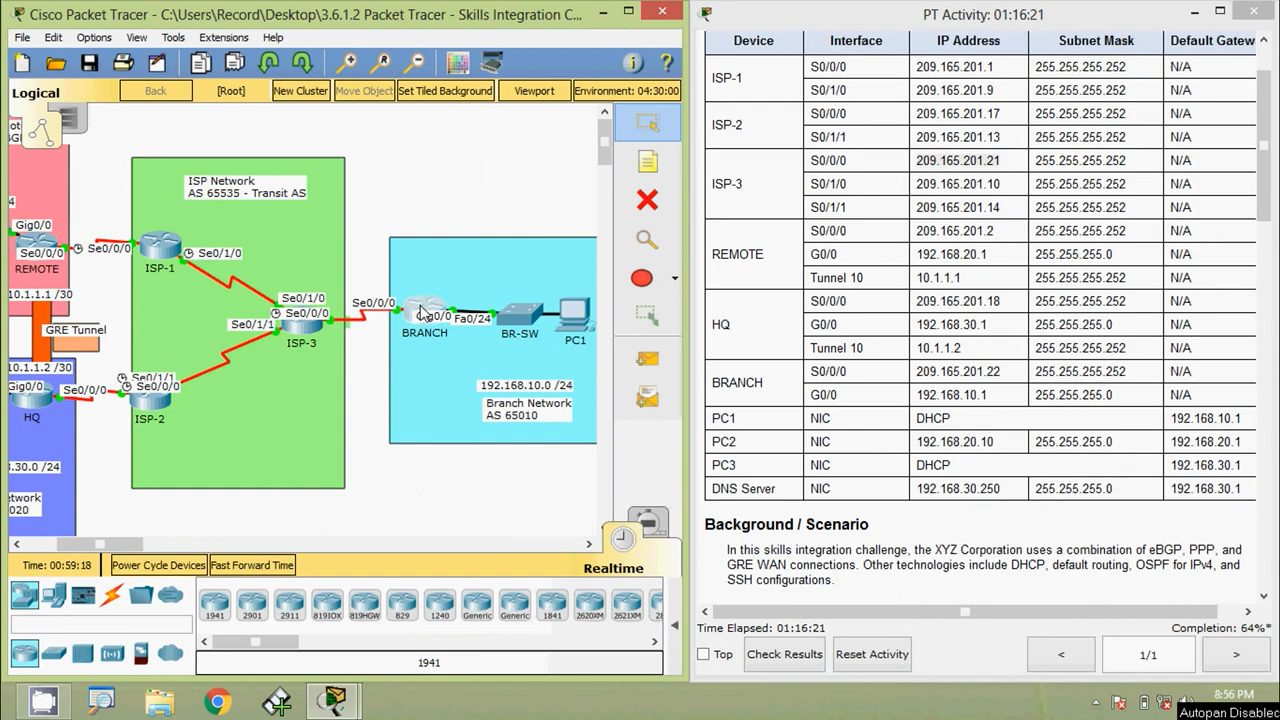 Cisco Packet Tracer - C:\Users\Record\Desktop\3.6.1.2 Packet Tracer - Skills Integration C...
File Edit Options View Tools Extensions Help
Logical
Back
[Root]
New Cluster
Move Object
Set Tiled Background
Viewport
Environment: 04:30:00
ISP Network
AS 65535 - Transit AS
Gig0/0
Se0/0/0
REMOTE
Se0/0/0
ISP-1
Se0/1/0
Se0/1/0
Se0/0/0
Se0/1/1
ISP-3
Se0/0/0
Gig0/0
Fa0/24
BRANCH
BR-SW
PC1
10.1.1.1 /30
GRE Tunnel
10.1.1.2 /30
Gig0/0
Se0/0/0
HQ
Se0/1/1
Se0/0/0
ISP-2
192.168.10.0 /24
Branch Network
AS 65010
3.30.0 /24
etwork
020
Time: 00:59:18
Power Cycle Devices
Fast Forward Time
Realtime
1941 2901 2911 819IOX 819HGW 829 1240 Generic Generic 1841 2620XM 2621XM
1941
PT Activity: 01:16:21
Device Interface IP Address Subnet Mask Default Gatew
ISP-1
S0/0/0 209.165.201.1 255.255.255.252 N/A
S0/1/0 209.165.201.9 255.255.255.252 N/A
ISP-2
S0/0/0 209.165.201.17 255.255.255.252 N/A
S0/1/1 209.165.201.13 255.255.255.252 N/A
ISP-3
S0/0/0 209.165.201.21 255.255.255.252 N/A
S0/1/0 209.165.201.10 255.255.255.252 N/A
S0/1/1 209.165.201.14 255.255.255.252 N/A
REMOTE
S0/0/0 209.165.201.2 255.255.255.252 N/A
G0/0 192.168.20.1 255.255.255.0 N/A
Tunnel 10 10.1.1.1 255.255.255.252 N/A
HQ
S0/0/0 209.165.201.18 255.255.255.252 N/A
G0/0 192.168.30.1 255.255.255.0 N/A
Tunnel 10 10.1.1.2 255.255.255.252 N/A
BRANCH
S0/0/0 209.165.201.22 255.255.255.252 N/A
G0/0 192.168.10.1 255.255.255.0 N/A
PC1 NIC DHCP 192.168.10.1
PC2 NIC 192.168.20.10 255.255.255.0 192.168.20.1
PC3 NIC DHCP 192.168.30.1
DNS Server NIC 192.168.30.250 255.255.255.0 192.168.30.1
Background / Scenario
In this skills integration challenge, the XYZ Corporation uses a combination of eBGP, PPP, and
GRE WAN connections. Other technologies include DHCP, default routing, OSPF for IPv4, and
SSH configurations.
Time Elapsed: 01:16:21
Completion: 64%*
Top
Check Results
Reset Activity
<
1/1
>
8:56 PM
Autopan Disabled